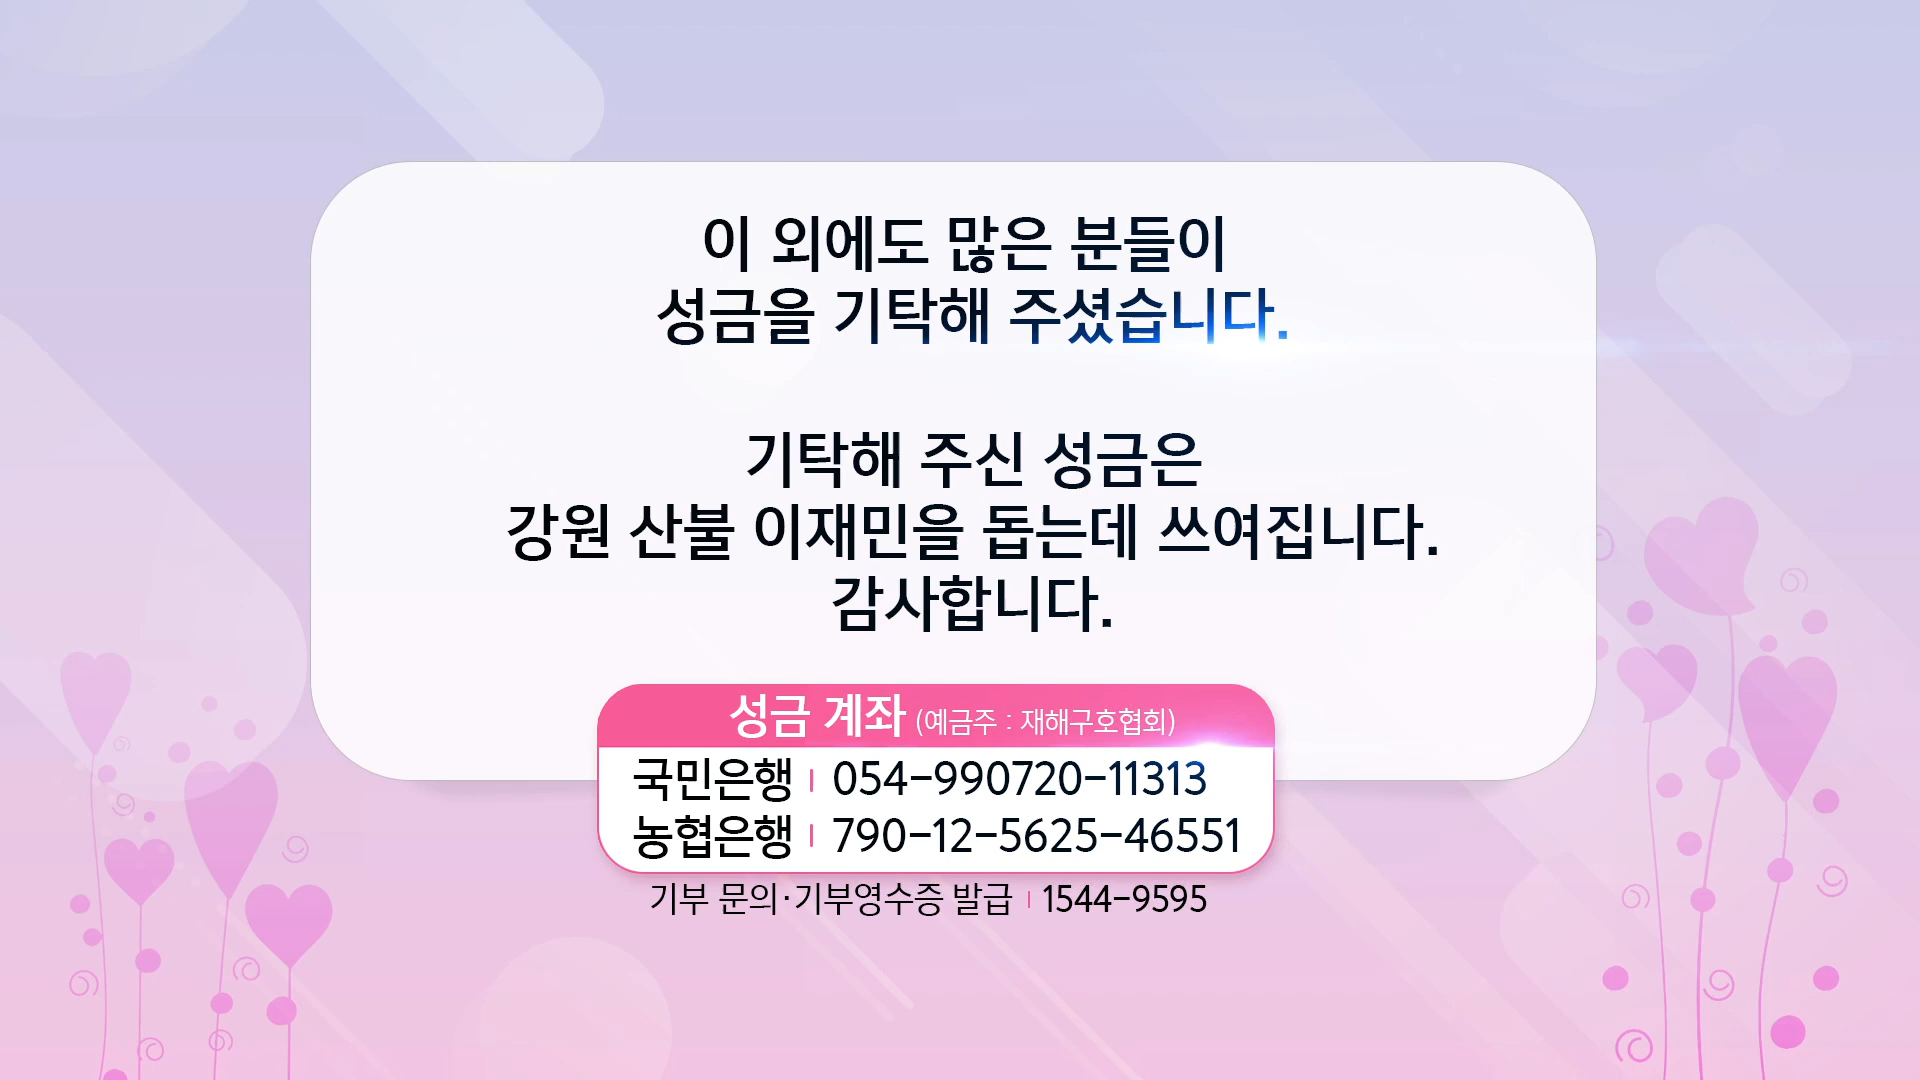 이 외에도 많은 분들이
성금을 기탁해 주셨습니다.
기탁해 주신 성금은
강원 산불 이재민을 돕는데 쓰여집니다.
감사합니다.
성금 계좌 (예금주 : 재해구호협회)
국민은행 054-990720-11313
농협은행 790-12-5625-46551
기부 문의·기부영수증 발급 1544-9595